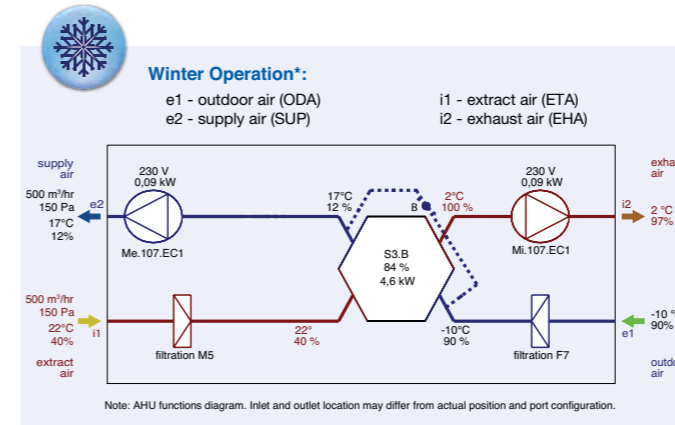 Winter Operation*:
e1 - outdoor air (ODA)
e2 - supply air (SUP)
i1 - extract air (ETA)
i2 - exhaust air (EHA)
supply
air
500 m³/hr
150 Pa
17°C
12%
e2
230 V
0,09 kW
Me.107.EC1
17°C
12 %
B
2°C
100 %
230 V
0,09 kW
Mi.107.EC1
air
i2
2 °C
97%
S3.B
84 %
4,6 kW
500 m³/hr
150 Pa
22°C
40%
i1
extract
air
filtration M5
22°
40 %
-10°C
90 %
filtration F7
-10 °
90%
e1
air
Note: AHU functions diagram. Inlet and outlet location may differ from actual position and port configuration.